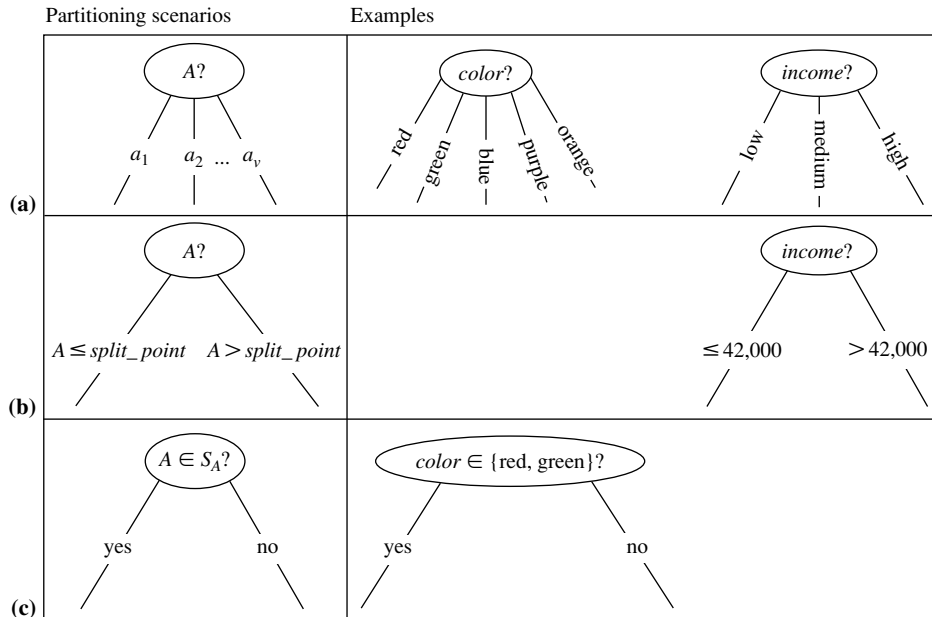 Partitioning scenarios Examples
A? color? income?
a1 a2 ... av red green blue purple orange low medium high
(a)
A? income?
A ≤ split_point A > split_point ≤ 42,000 > 42,000
(b)
A ∈ SA? color ∈ {red, green}?
yes no yes no
(c)